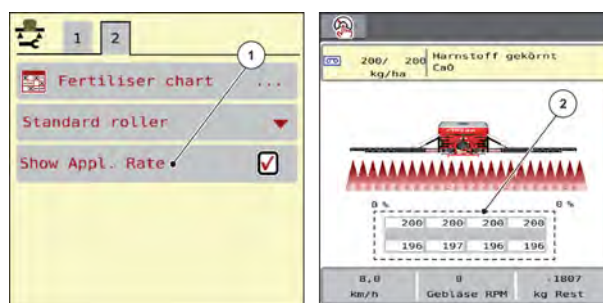 1 2
1
Fertiliser chart ...
Standard roller
Show Appl. Rate
200/ 200
kg/ha
Harnstoff gekörnt
CaO
2
0 % 0 %
200 200 200 200
196 197 196 196
8,0 0 -1807
km/h Gebläse RPM kg Rest